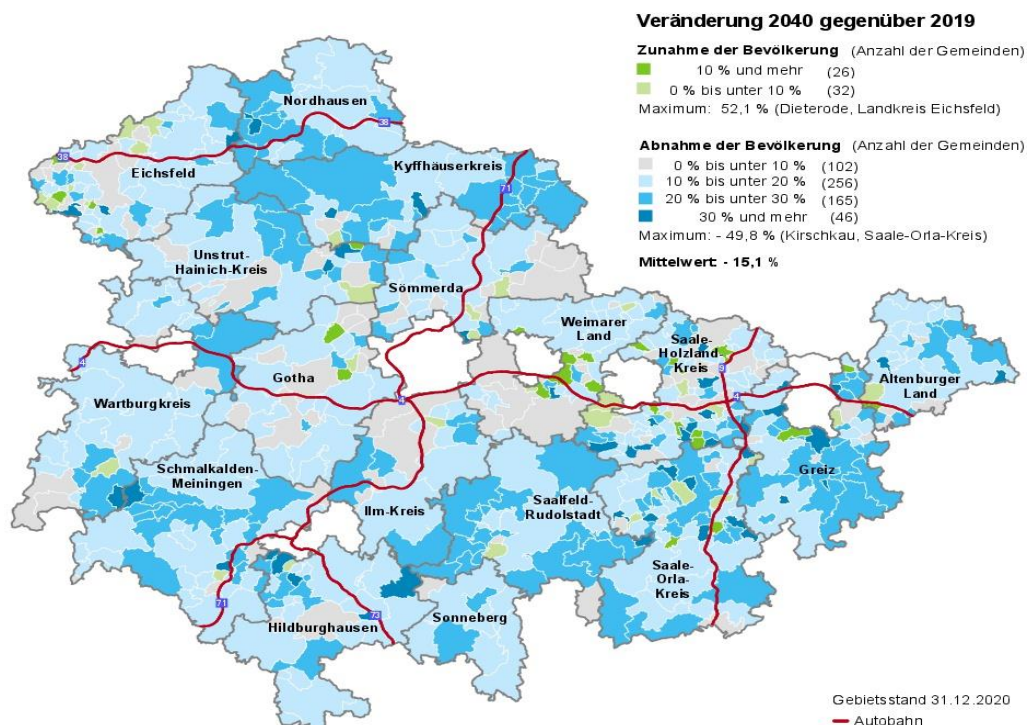 Veränderung 2040 gegenüber 2019
Zunahme der Bevölkerung (Anzahl der Gemeinden)
10 % und mehr (26)
0 % bis unter 10 % (32)
Maximum: 52,1 % (Dieterode, Landkreis Eichsfeld)
Abnahme der Bevölkerung (Anzahl der Gemeinden)
0 % bis unter 10 % (102)
10 % bis unter 20 % (256)
20 % bis unter 30 % (165)
30 % und mehr (46)
Maximum: - 49,8 % (Kirschkau, Saale-Orla-Kreis)
Mittelwert: - 15,1 %
Nordhausen
38
38
Eichsfeld
Kyffhäuserkreis
71
Unstrut-
Hainich-Kreis
Sömmerda
Weimarer
Land
Saale-
Holzland
Kreis
9
4
Gotha
4
4
Altenburger
Land
Wartburgkreis
Schmalkalden-
Meiningen
Greiz
Ilm-Kreis
Saalfeld-
Rudolstadt
Saale-
Orla-
Kreis
71
73
Hildburghausen
Sonneberg
Gebietsstand 31.12.2020
Autobahn